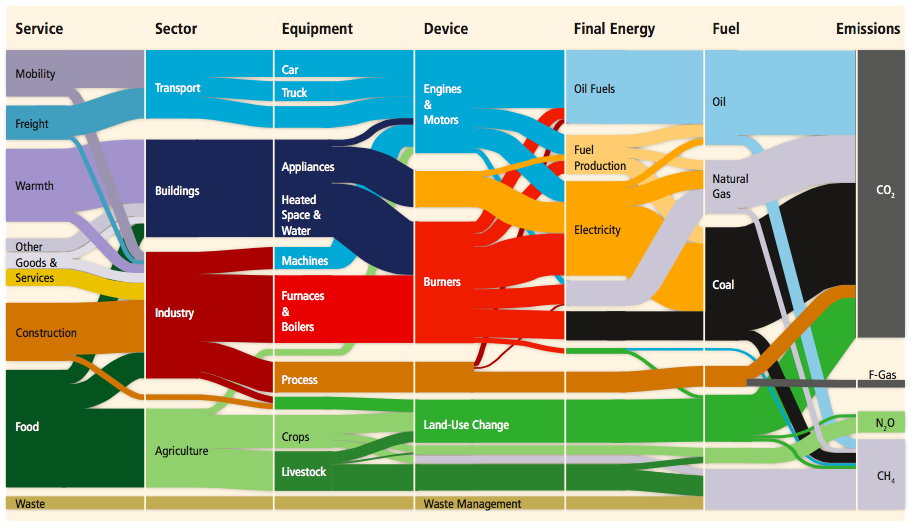 Service
Sector
Equipment
Device
Final Energy
Fuel
Emissions
Mobility
Freight
Warmth
Other
Goods &
Services
Construction
Food
Waste
Transport
Buildings
Industry
Agriculture
Car
Truck
Appliances
Heated
Space &
Water
Machines
Furnaces
&
Boilers
Process
Crops
Livestock
Engines
&
Motors
Burners
Land-Use Change
Waste Management
Oil Fuels
Fuel
Production
Electricity
Oil
Natural
Gas
Coal
CO₂
F-Gas
N₂O
CH₄